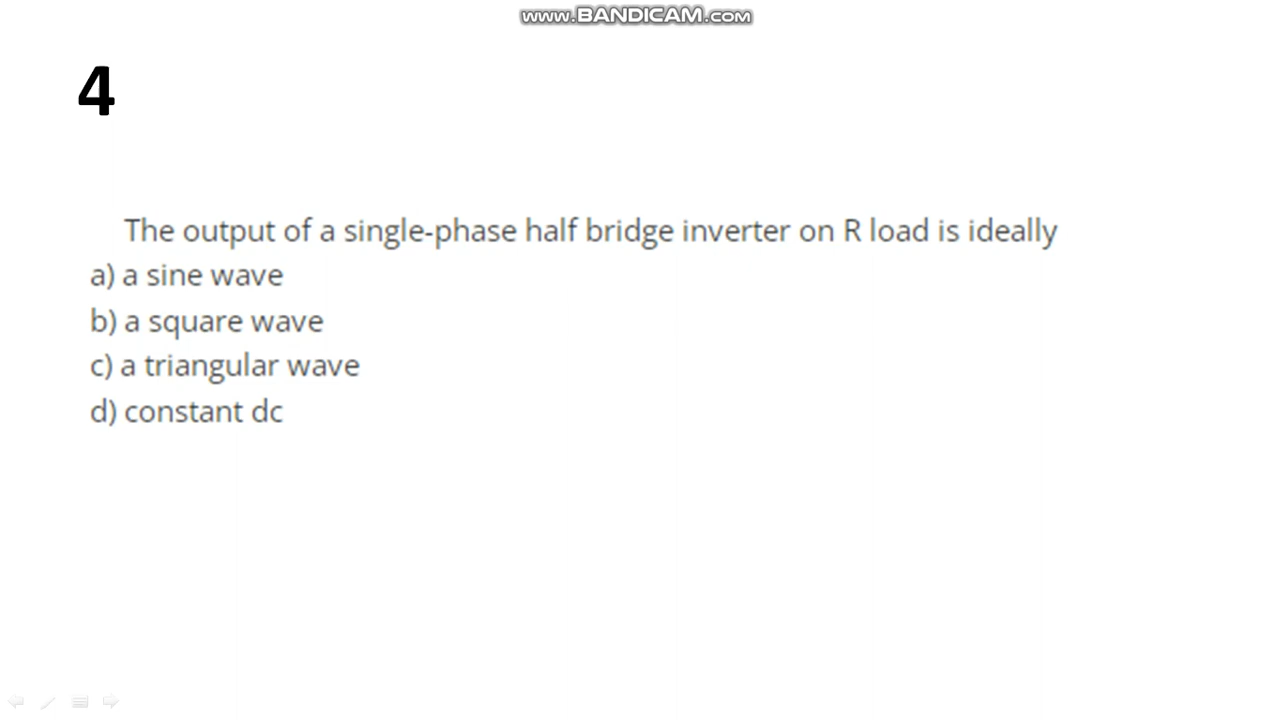 www.BANDICAM.com
4
The output of a single-phase half bridge inverter on R load is ideally
a) a sine wave
b) a square wave
c) a triangular wave
d) constant dc